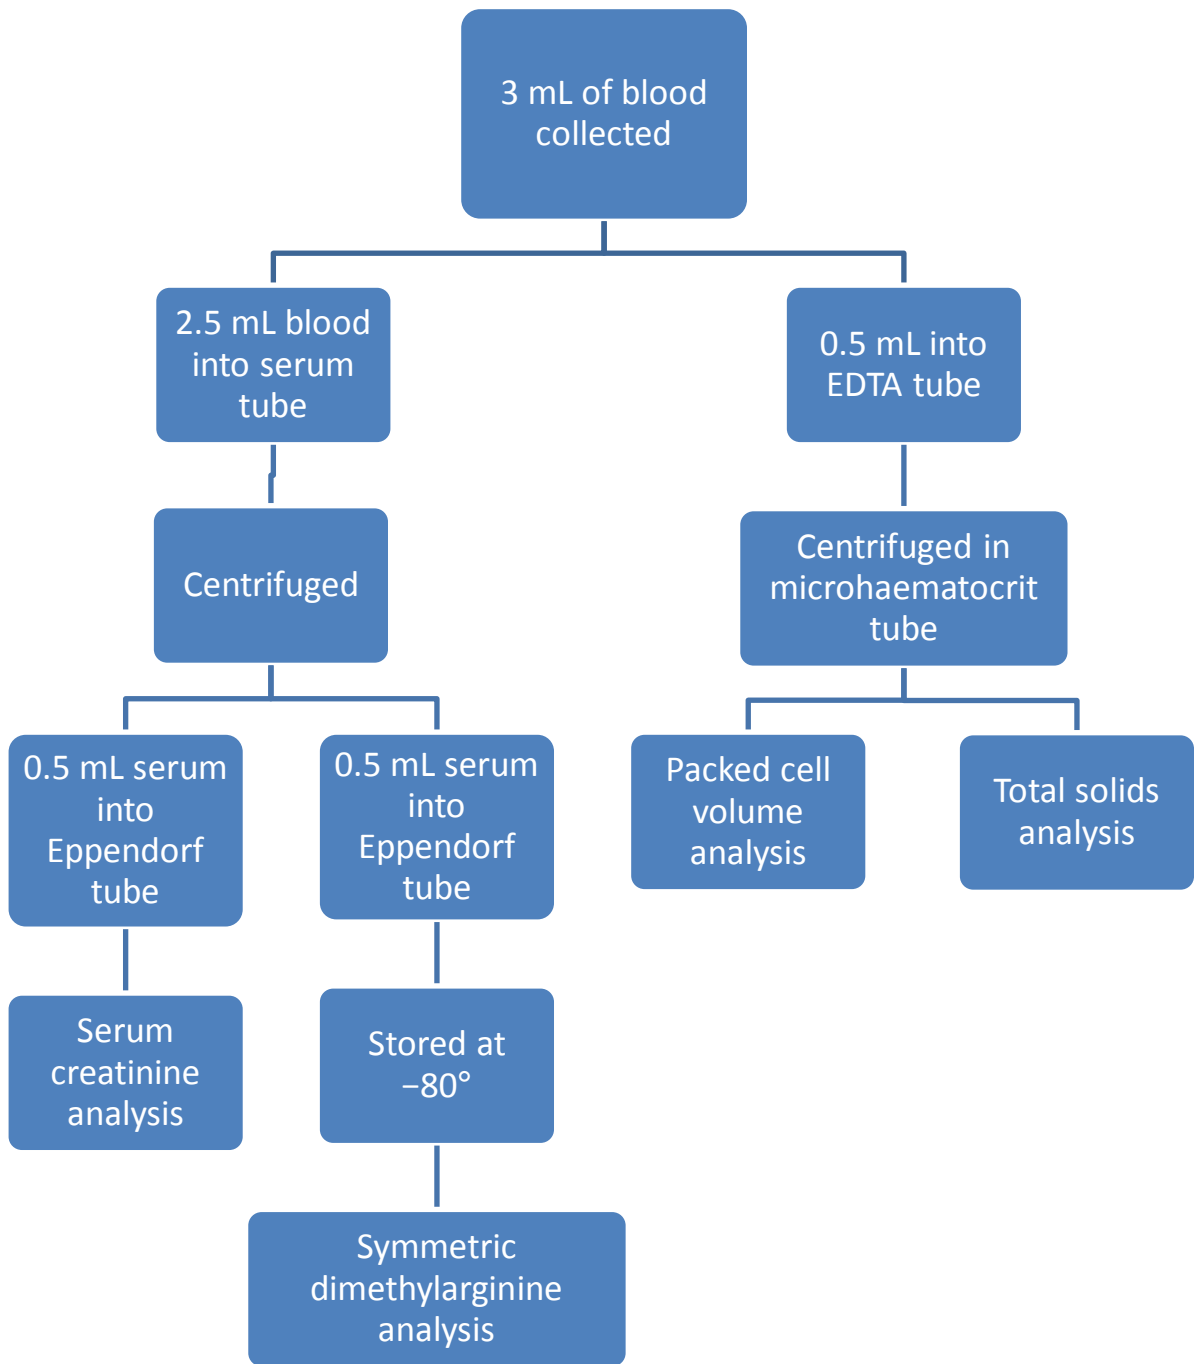 3 mL of blood
collected
2.5 mL blood
into serum
tube
0.5 mL into
EDTA tube
Centrifuged
Centrifuged in
microhaematocrit
tube
0.5 mL serum
into
Eppendorf
tube
0.5 mL serum
into
Eppendorf
tube
Packed cell
volume
analysis
Total solids
analysis
Serum
creatinine
analysis
Stored at
−80°
Symmetric
dimethylarginine
analysis